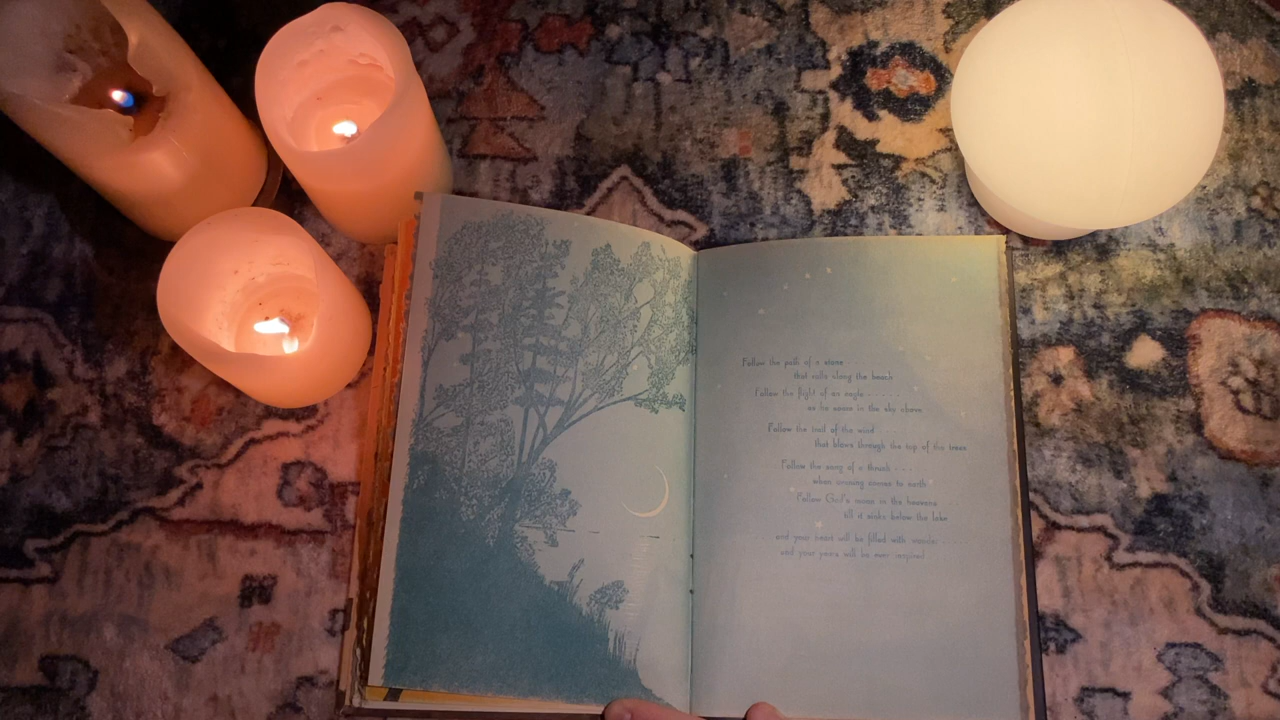 Follow the path of a stone - -
that rolls along the beach
Follow the flight of an eagle - - - - - -
as he soars in the sky above
Follow the trail of the wind - - -
that blows through the top of the trees
Follow the song of a thrush - - - -
when evening comes to earth
Follow God's moon in the heavens
till it sinks below the lake
and your heart will be filled with wonder - - - - -
and your years will be ever inspired